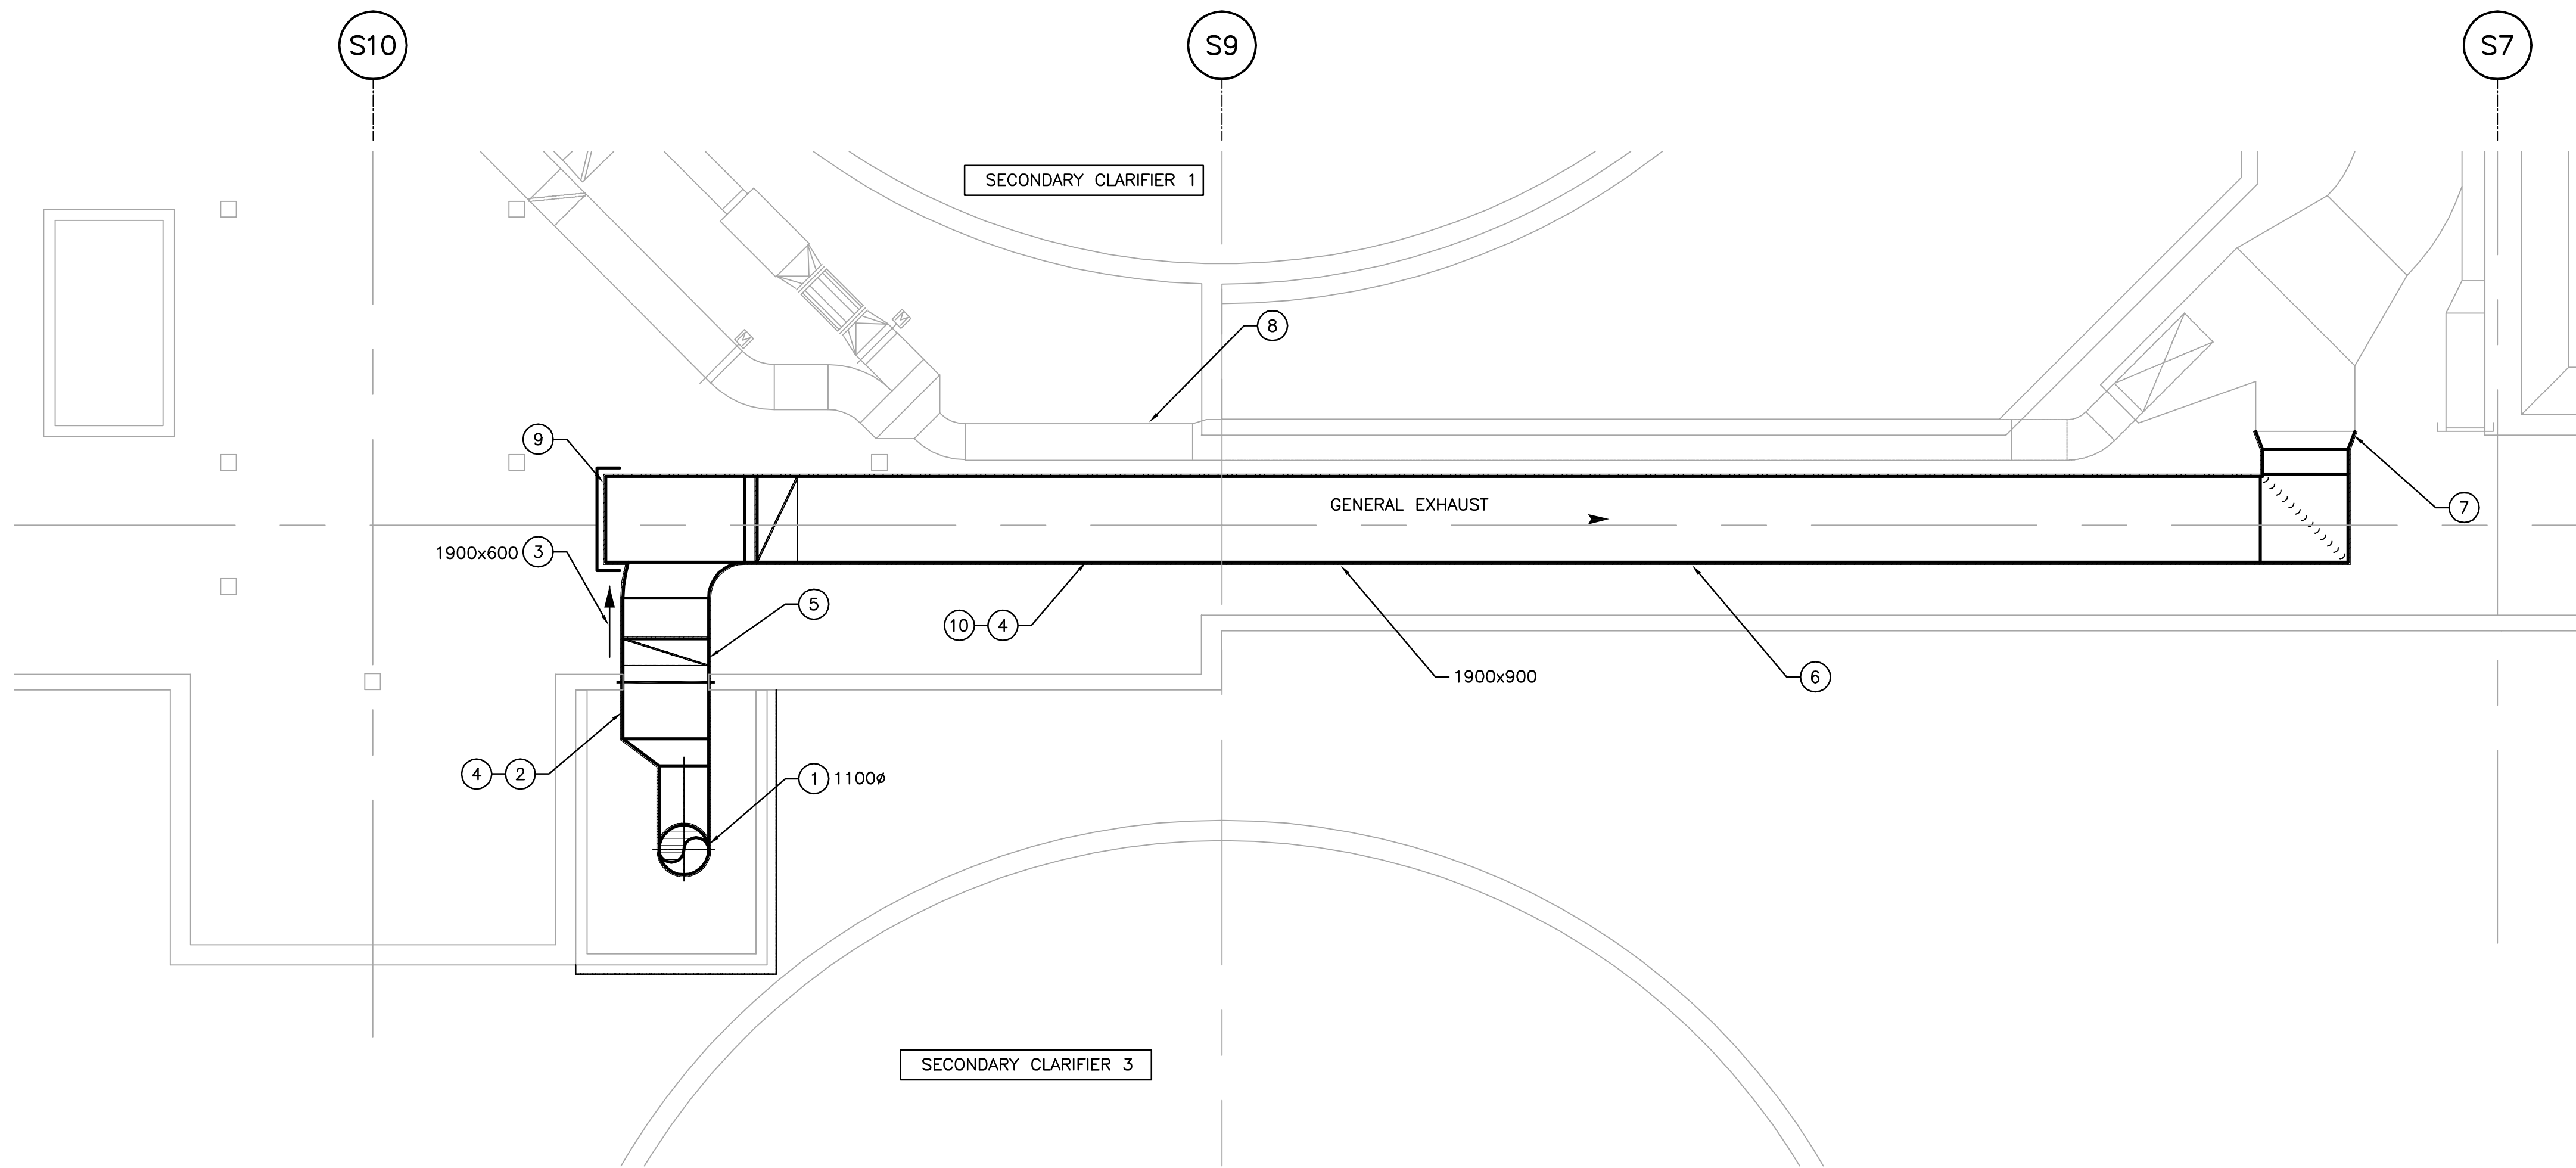 S10
S9
S7
SECONDARY CLARIFIER 1
M
M
8
9
GENERAL EXHAUST
7
1900x600 3
5
10 4
1900x900
6
4 2
1 1100ø
SECONDARY CLARIFIER 3